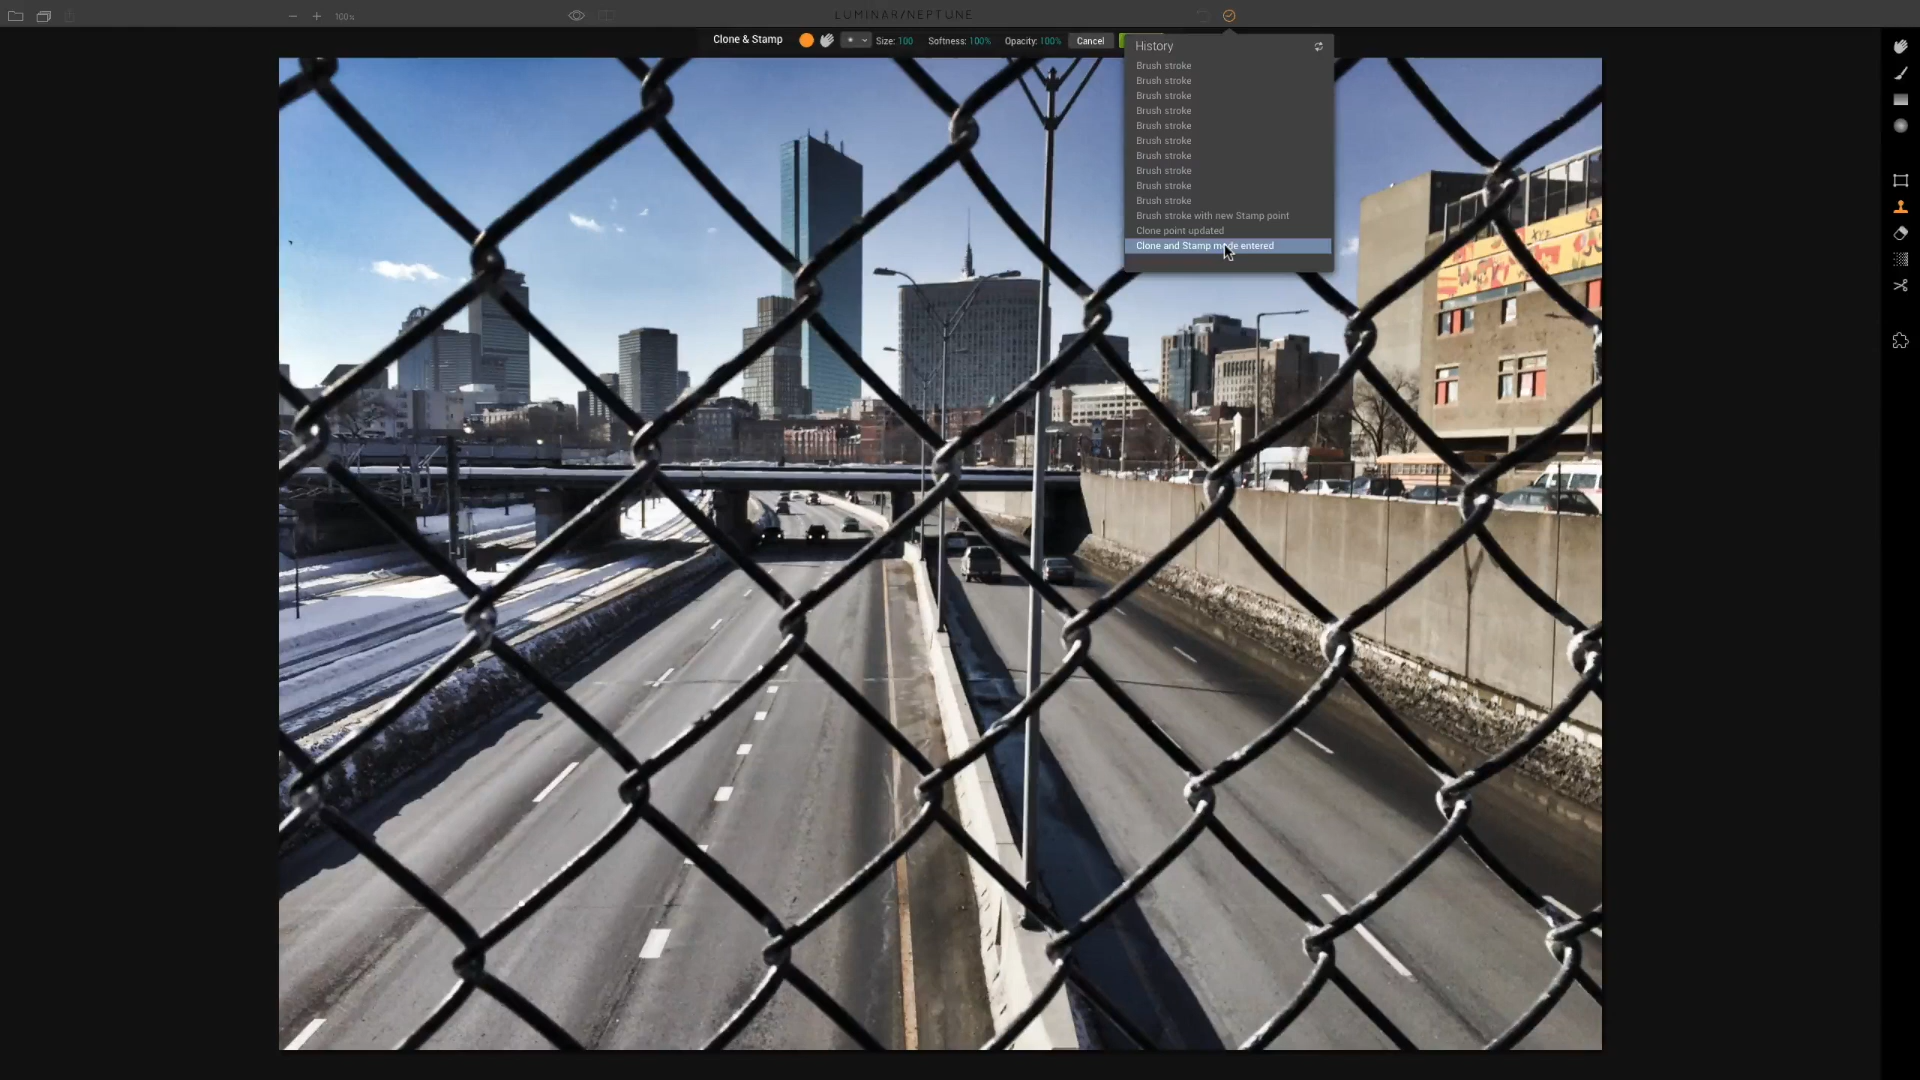 100%
LUMINAR/NEPTUNE
Clone & Stamp
Size: 100
Softness: 100%
Opacity: 100%
Cancel
History
Brush stroke
Brush stroke
Brush stroke
Brush stroke
Brush stroke
Brush stroke
Brush stroke
Brush stroke
Brush stroke
Brush stroke
Brush stroke with new Stamp point
Clone point updated
Clone and Stamp mode entered